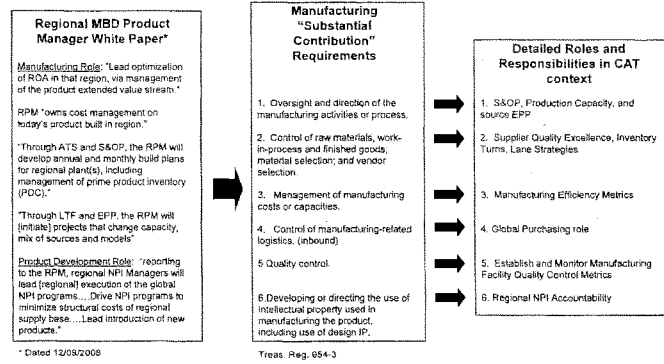 Regional MBD Product
Manager White Paper*
Manufacturing Role: "Lead optimization
of ROA in that region, via management
of the product extended value stream."
RPM "owns cost management on
today's product built in region."
"Through ATS and S&OP, the RPM will
develop annual and monthly build plans
for regional plant(s), including
management of prime product inventory
(PDC)."
"Through LTF and EPP, the RPM will
[initiate] projects that change capacity,
mix of sources and models"
Product Development Role: "reporting
to the RPM, regional NPI Managers will
lead [regional] execution of the global
NPI programs....Drive NPI programs to
minimize structural costs of regional
supply base....Lead introduction of new
products."
* Dated 12/09/2008
Manufacturing
"Substantial
Contribution"
Requirements
1. Oversight and direction of the
manufacturing activities or process.
2. Control of raw materials, work-
in-process and finished goods;
material selection; and vendor
selection.
3. Management of manufacturing
costs or capacities.
4. Control of manufacturing-related
logistics. (inbound)
5 Quality control.
6. Developing or directing the use of
intellectual property used in
manufacturing the product,
including use of design IP.
Treas. Reg. 954-3
Detailed Roles and
Responsibilities in CAT
context
1. S&OP, Production Capacity, and
source EPP
2. Supplier Quality Excellence, Inventory
Turns, Lane Strategies
3. Manufacturing Efficiency Metrics
4. Global Purchasing role
5. Establish and Monitor Manufacturing
Facility Quality Control Metrics
6. Regional NPI Accountability